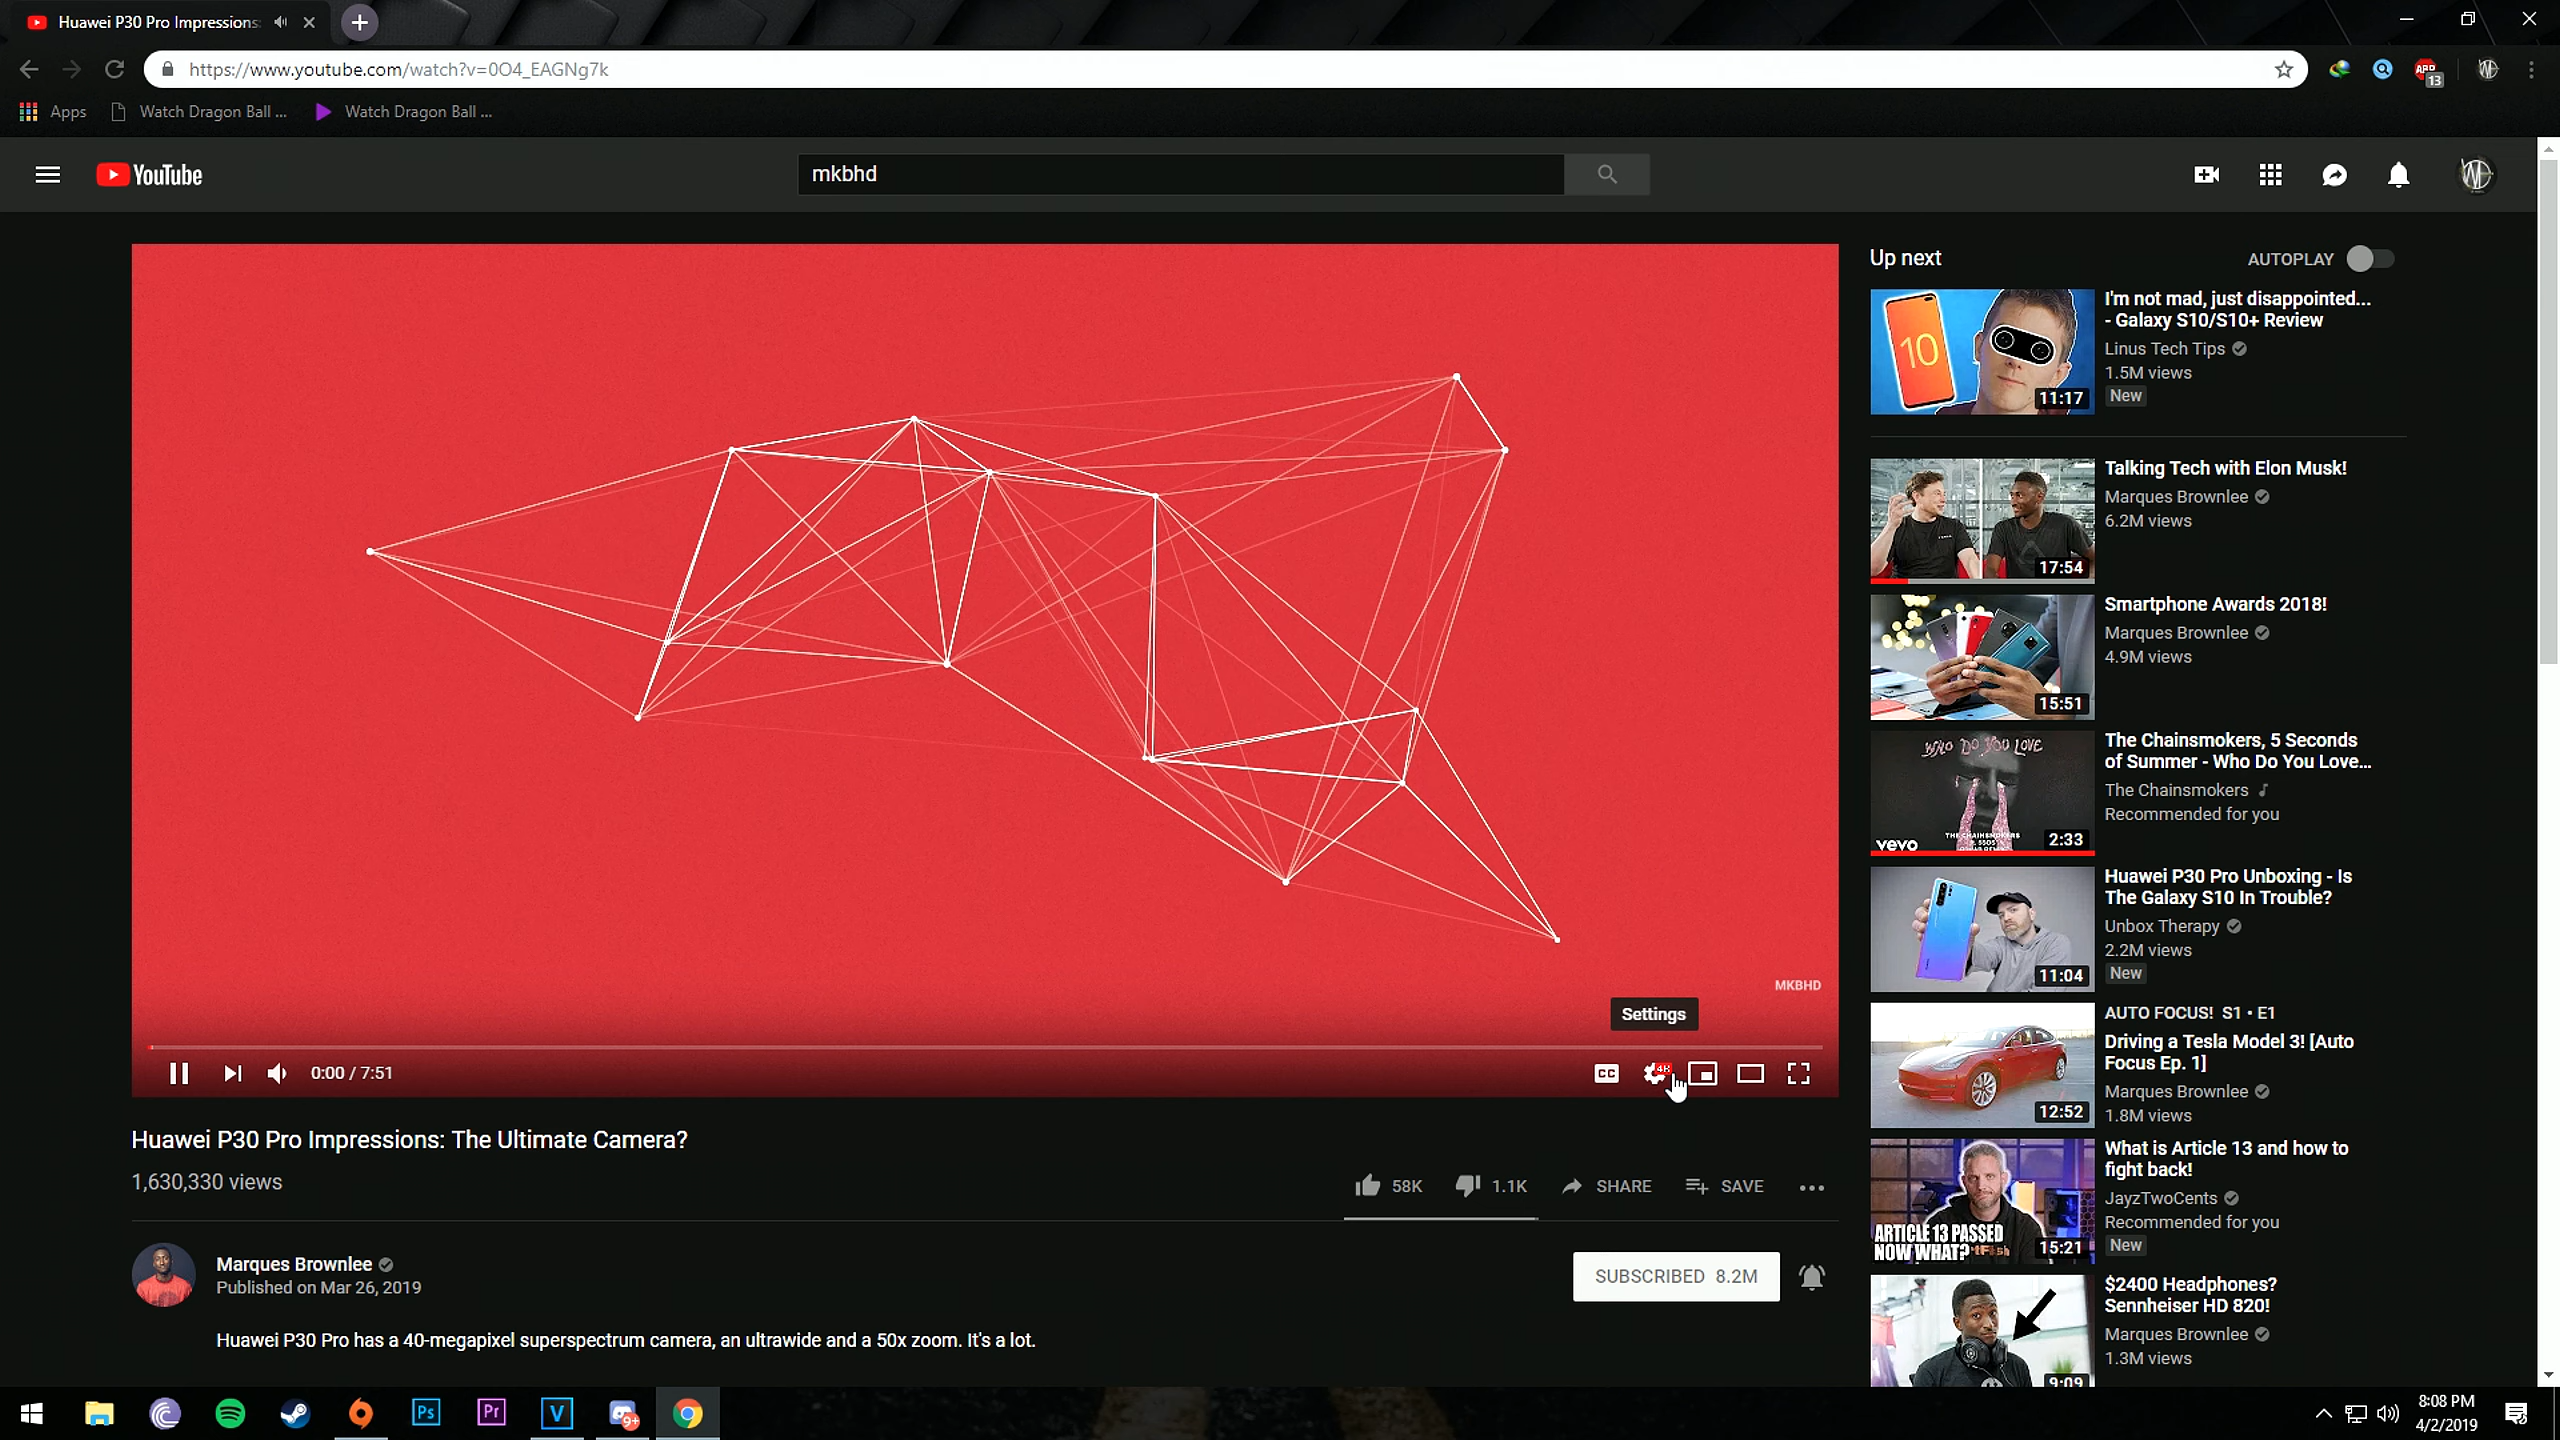 Huawei P30 Pro Impressions:
https://www.youtube.com/watch?v=0O4_EAGNg7k
ABP
13
Apps
Watch Dragon Ball ...
Watch Dragon Ball ...
YouTube
mkbhd
MKBHD
Settings
0:00 / 7:51
CC
4K
Huawei P30 Pro Impressions: The Ultimate Camera?
1,630,330 views
58K
1.1K
SHARE
SAVE
Marques Brownlee
Published on Mar 26, 2019
SUBSCRIBED 8.2M
Huawei P30 Pro has a 40-megapixel superspectrum camera, an ultrawide and a 50x zoom. It's a lot.
Up next
AUTOPLAY
10
11:17
I'm not mad, just disappointed...
- Galaxy S10/S10+ Review
Linus Tech Tips
1.5M views
New
17:54
Talking Tech with Elon Musk!
Marques Brownlee
6.2M views
15:51
Smartphone Awards 2018!
Marques Brownlee
4.9M views
WHO DO YOU LOVE
THE CHAINSMOKERS
vevo
2:33
The Chainsmokers, 5 Seconds
of Summer - Who Do You Love...
The Chainsmokers
Recommended for you
11:04
Huawei P30 Pro Unboxing - Is
The Galaxy S10 In Trouble?
Unbox Therapy
2.2M views
New
12:52
AUTO FOCUS! S1 • E1
Driving a Tesla Model 3! [Auto
Focus Ep. 1]
Marques Brownlee
1.8M views
ARTICLE 13 PASSED
NOW WHAT?
15:21
What is Article 13 and how to
fight back!
JayzTwoCents
Recommended for you
New
9:09
$2400 Headphones?
Sennheiser HD 820!
Marques Brownlee
1.3M views
Ps
Pr
V
9+
8:08 PM
4/2/2019